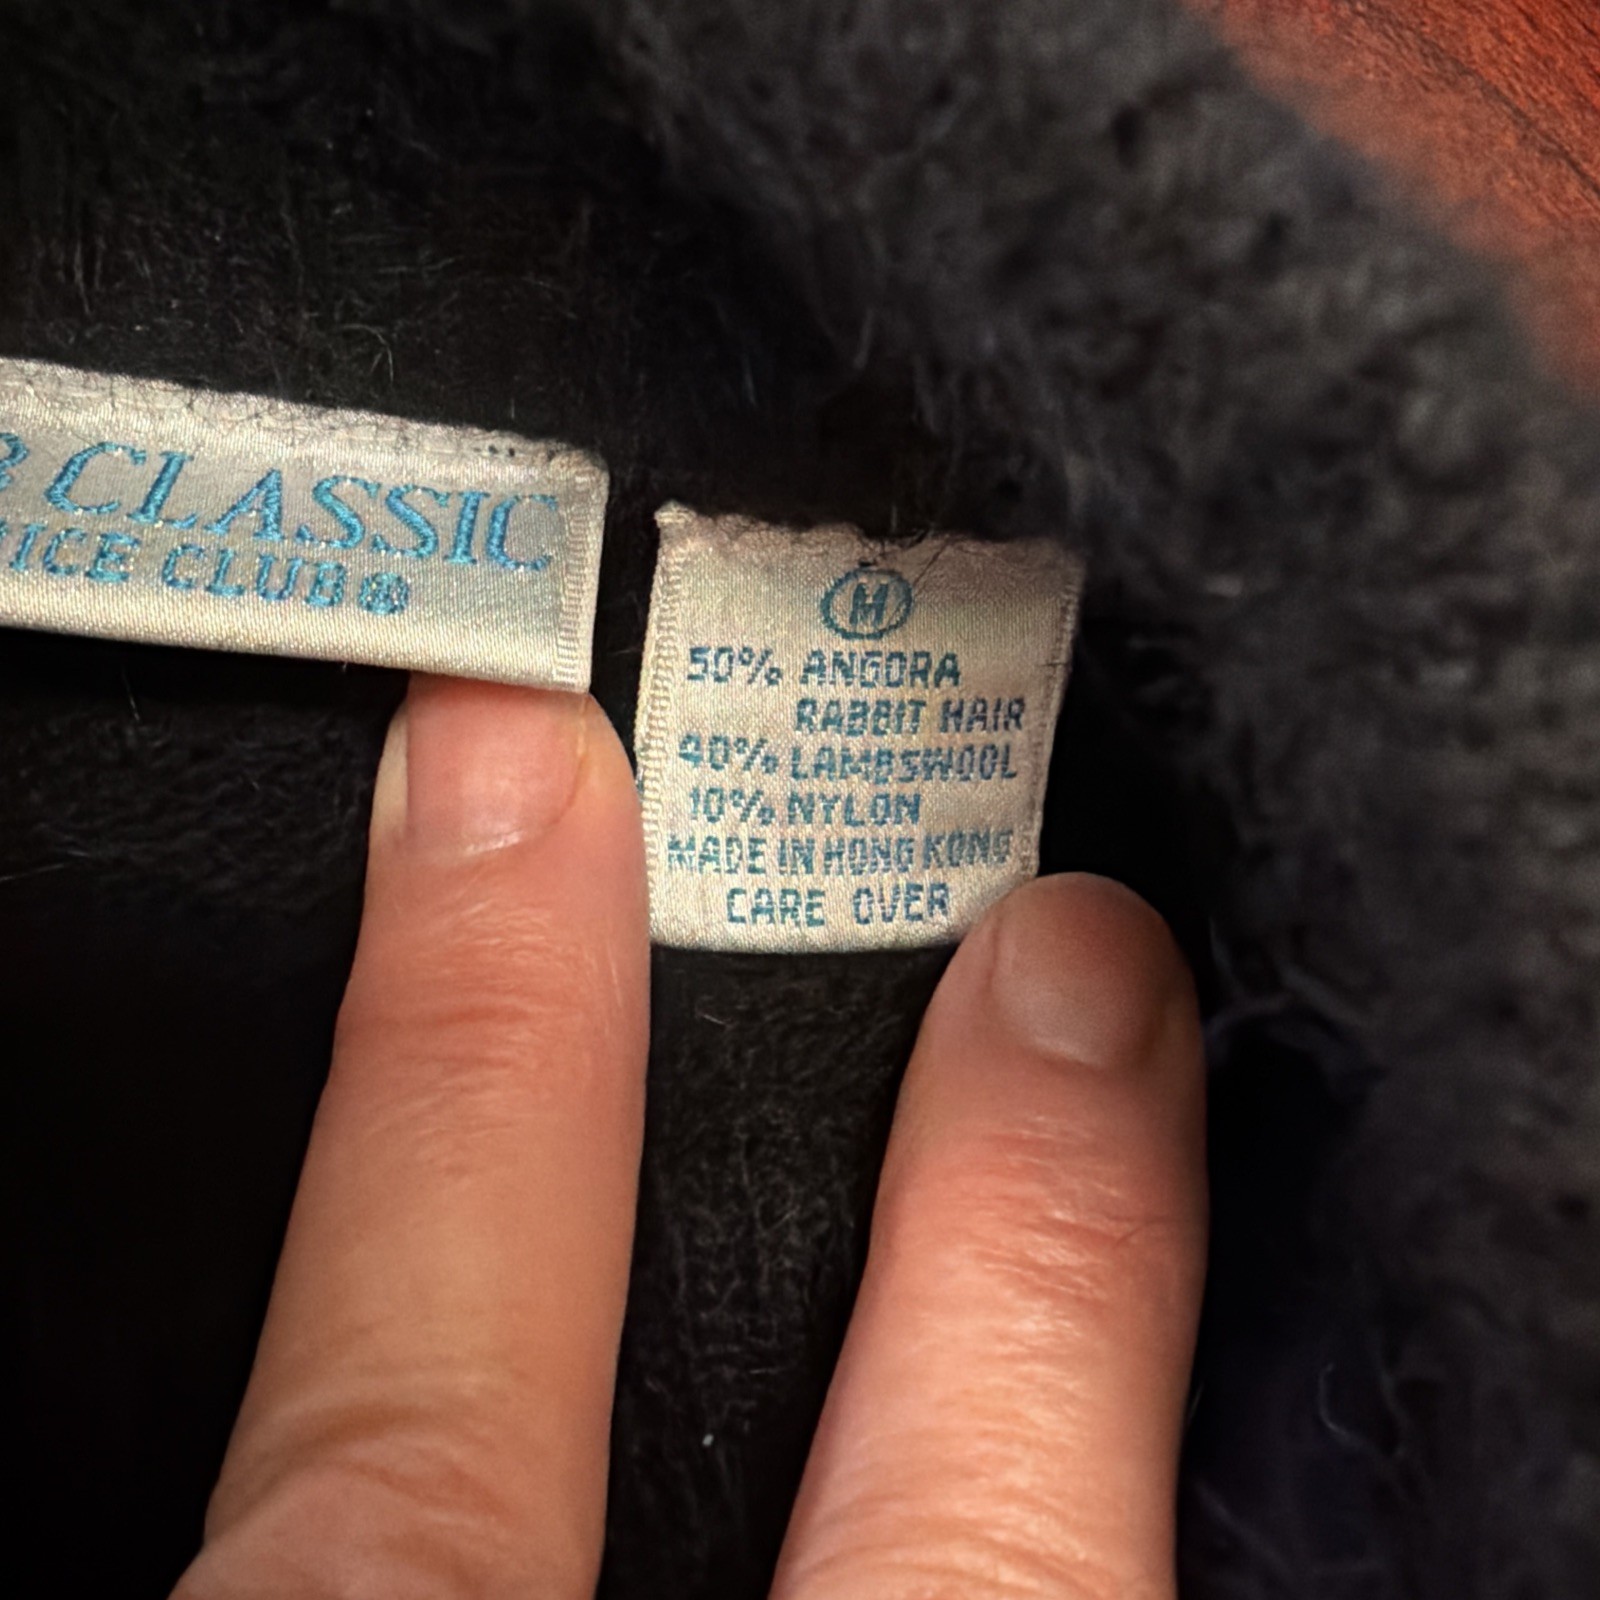 CLASSIC
ICE CLUB®
M
50% ANGORA
RABBIT HAIR
40% LAMBSWOOL
10% NYLON
MADE IN HONG KONG
CARE OVER